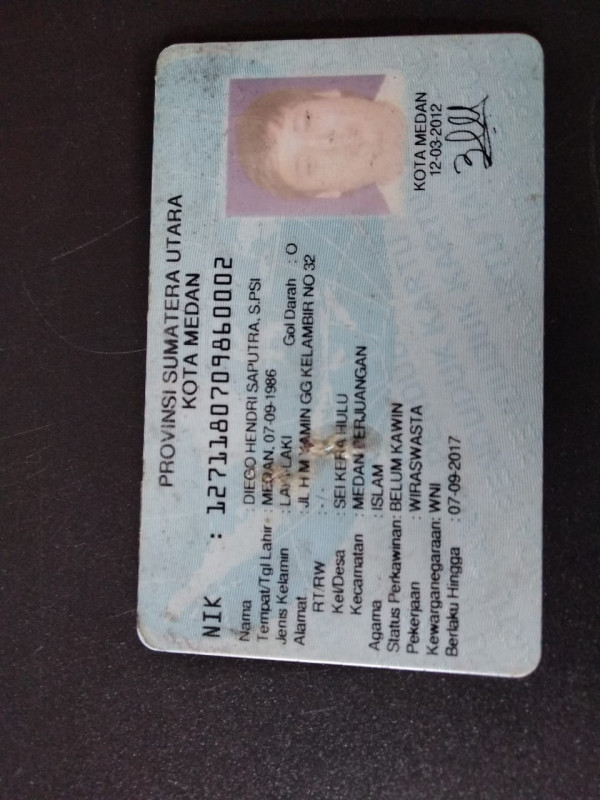 PROVINSI SUMATERA UTARA
KOTA MEDAN
NIK : 1271180709860002
Nama : DIEGO HENDRI SAPUTRA, S.PSI
Tempat/Tgl Lahir : MEDAN, 07-09-1986
Jenis Kelamin : LAKI-LAKI Gol Darah : O
Alamat : JL H M YAMIN GG KELAMBIR NO 32
RT/RW : - / -
Kel/Desa : SEI KERA HULU
Kecamatan : MEDAN PERJUANGAN
Agama : ISLAM
Status Perkawinan: BELUM KAWIN
Pekerjaan : WIRASWASTA
Kewarganegaraan: WNI
Berlaku Hingga : 07-09-2017
KOTA MEDAN
12-03-2012